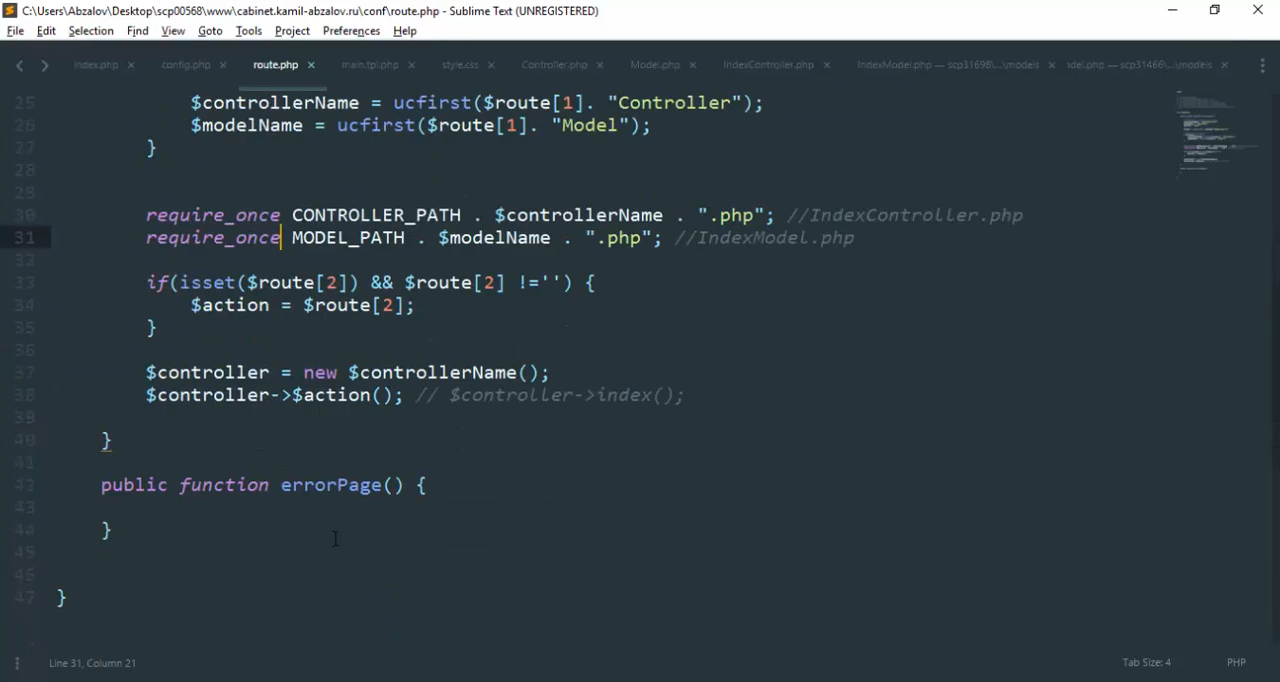 C:\Users\Abzalov\Desktop\scp00568\www\cabinet.kamil-abzalov.ru\conf\route.php - Sublime Text (UNREGISTERED)
File Edit Selection Find View Goto Tools Project Preferences Help
index.php config.php route.php main.tpl.php style.css Controller.php Model.php IndexController.php IndexModel.php — scp31698\...\models :del.php — scp31466\...\models
25 $controllerName = ucfirst($route[1]. "Controller");
26 $modelName = ucfirst($route[1]. "Model");
27 }
28
29
30 require_once CONTROLLER_PATH . $controllerName . ".php"; //IndexController.php
31 require_once MODEL_PATH . $modelName . ".php"; //IndexModel.php
32
33 if(isset($route[2]) && $route[2] !='') {
34 $action = $route[2];
35 }
36
37 $controller = new $controllerName();
38 $controller->$action(); // $controller->index();
39
40 }
41
42 public function errorPage() {
43
44 }
45
46
47 }
Line 31, Column 21 Tab Size: 4 PHP